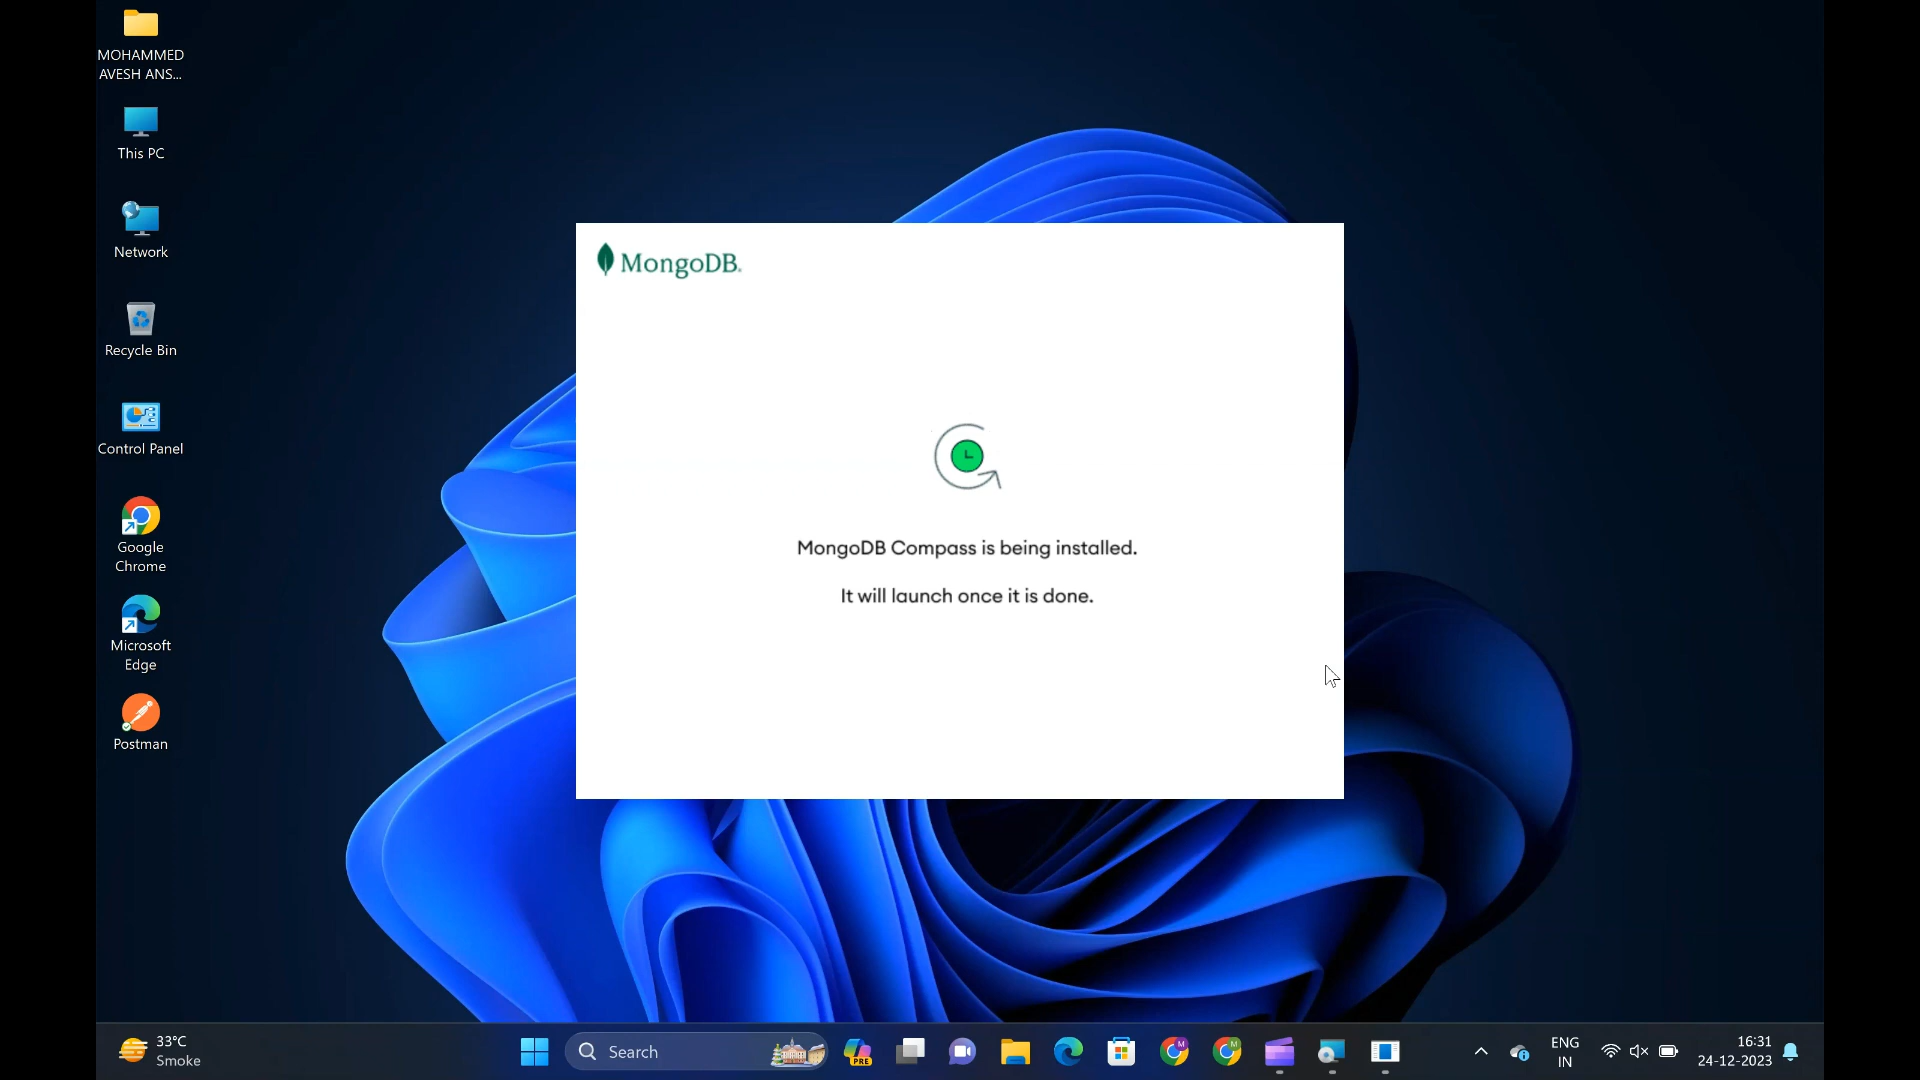 MOHAMMED
AVESH ANS...
This PC
Network
Recycle Bin
Control Panel
Google
Chrome
Microsoft
Edge
Postman
MongoDB.
MongoDB Compass is being installed.
It will launch once it is done.
33°C
Smoke
Search
PRE
M
M
ENG
IN
16:31
24-12-2023